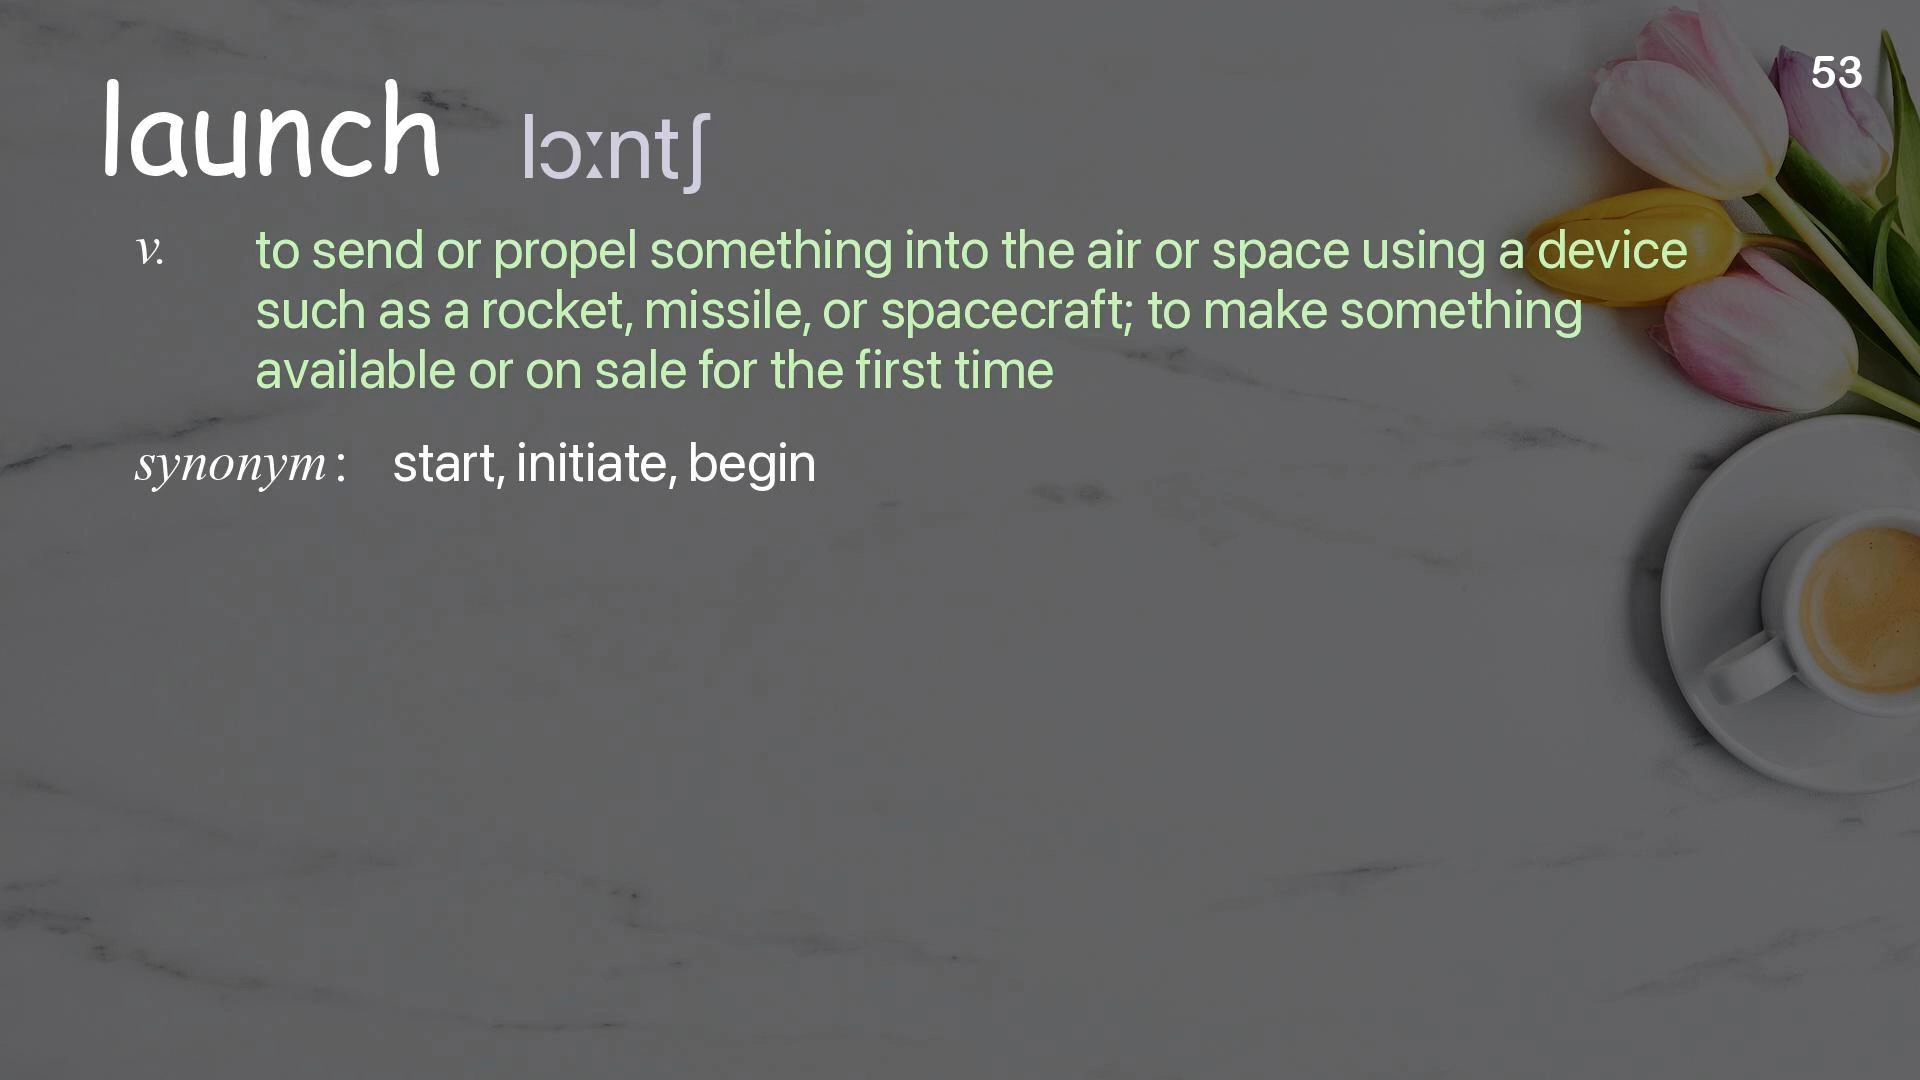 53
launch lɔːntʃ
v. to send or propel something into the air or space using a device
such as a rocket, missile, or spacecraft; to make something
available or on sale for the first time
synonym : start, initiate, begin